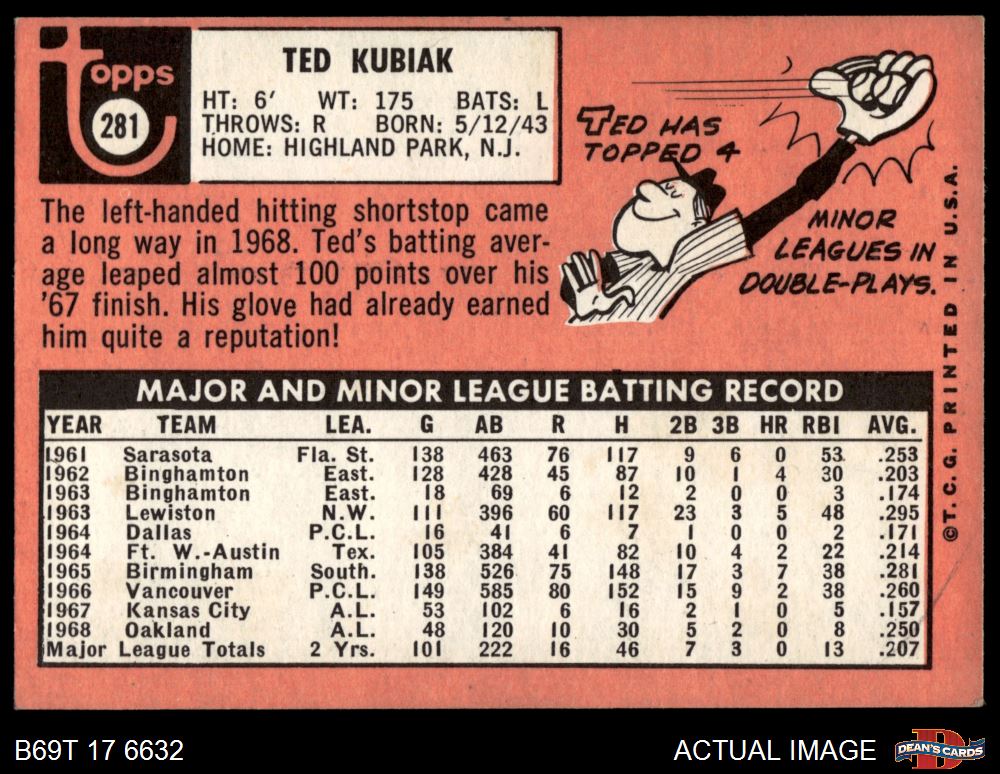 Topps
281
TED KUBIAK
HT: 6' WT: 175 BATS: L
THROWS: R BORN: 5/12/43
HOME: HIGHLAND PARK, N.J.
The left-handed hitting shortstop came
a long way in 1968. Ted's batting aver-
age leaped almost 100 points over his
'67 finish. His glove had already earned
him quite a reputation!
TED HAS
TOPPED 4
MINOR
LEAGUES IN
DOUBLE-PLAYS.
©T.C.G. PRINTED IN U.S.A.
MAJOR AND MINOR LEAGUE BATTING RECORD
YEAR TEAM LEA. G AB R H 2B 3B HR RBI AVG.
1961 Sarasota Fla. St. 138 463 76 117 9 6 0 53 .253
1962 Binghamton East. 128 428 45 87 10 1 4 30 .203
1963 Binghamton East. 18 69 6 12 2 0 0 3 .174
1963 Lewiston N.W. 111 396 60 117 23 3 5 48 .295
1964 Dallas P.C.L. 16 41 6 7 1 0 0 2 .171
1964 Ft. W.-Austin Tex. 105 384 41 82 10 4 2 22 .214
1965 Birmingham South. 138 526 75 148 17 3 7 38 .281
1966 Vancouver P.C.L. 149 585 80 152 15 9 2 38 .260
1967 Kansas City A.L. 53 102 6 16 2 1 0 5 .157
1968 Oakland A.L. 48 120 10 30 5 2 0 8 .250
Major League Totals 2 Yrs. 101 222 16 46 7 3 0 13 .207
B69T 17 6632
ACTUAL IMAGE
D
DEAN'S CARDS